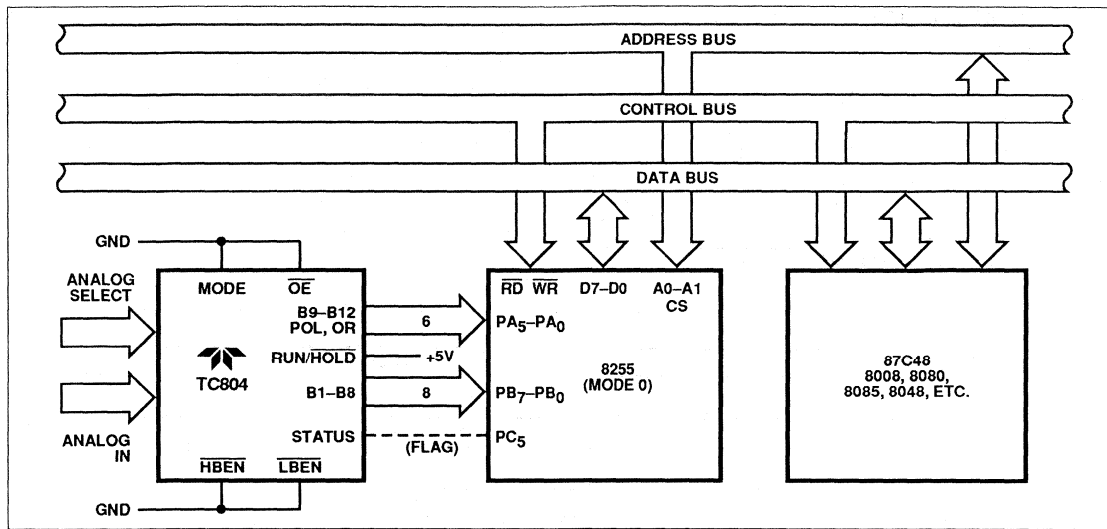 ADDRESS BUS
CONTROL BUS
DATA BUS
GND
ANALOG
SELECT
ANALOG
IN
GND
MODE
OE
B9–B12
POL, OR
RUN/HOLD
TC804
B1–B8
STATUS
HBEN
LBEN
6
+5V
8
(FLAG)
RD WR D7–D0 A0–A1
CS
PA5–PA0
8255
(MODE 0)
PB7–PB0
PC5
87C48
8008, 8080,
8085, 8048, ETC.